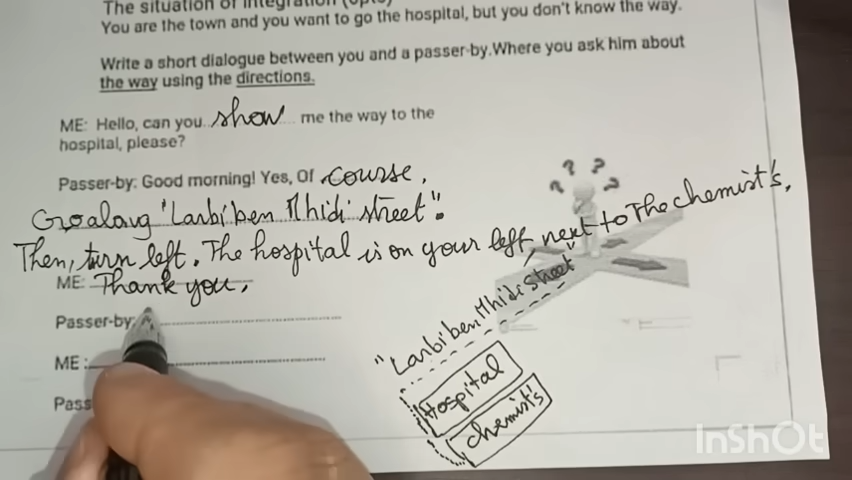 The situation of integration
You are the town and you want to go the hospital, but you don't know the way.
Write a short dialogue between you and a passer-by.Where you ask him about
the way using the directions.
ME: Hello, can you..show... me the way to the
hospital, please?
Passer-by: Good morning! Yes, Of .course.
Go along "Larbi ben Mhidi street".
Then, turn left. The hospital is on your left, next to The chemist's.
ME: Thank you.
Passer-by:
ME:
Pass
"Larbi ben Mhidi street"
Hospital
chemist's
? ? ? ?
InShOt